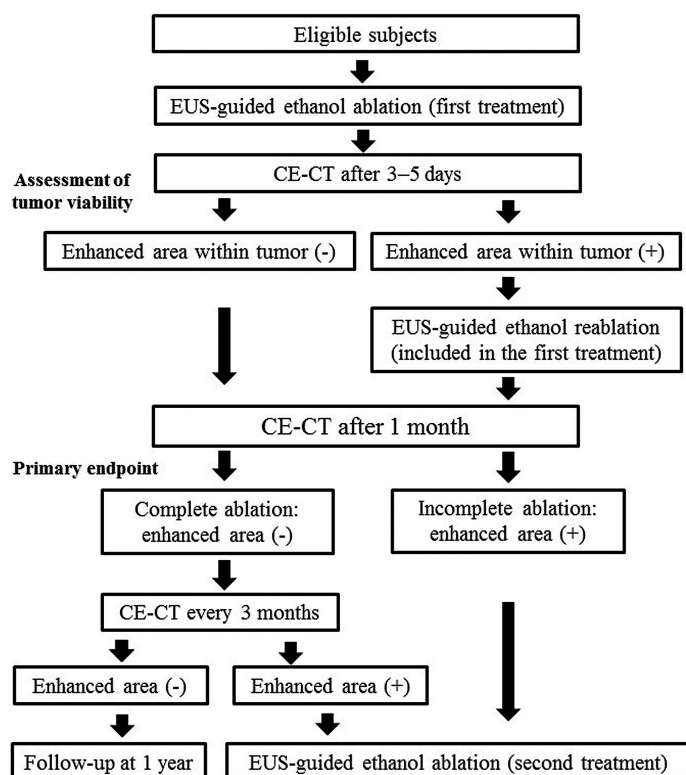 Eligible subjects
EUS-guided ethanol ablation (first treatment)
CE-CT after 3–5 days
Assessment of
tumor viability
Enhanced area within tumor (-)
Enhanced area within tumor (+)
EUS-guided ethanol reablation
(included in the first treatment)
CE-CT after 1 month
Primary endpoint
Complete ablation:
enhanced area (-)
Incomplete ablation:
enhanced area (+)
CE-CT every 3 months
Enhanced area (-)
Enhanced area (+)
Follow-up at 1 year
EUS-guided ethanol ablation (second treatment)